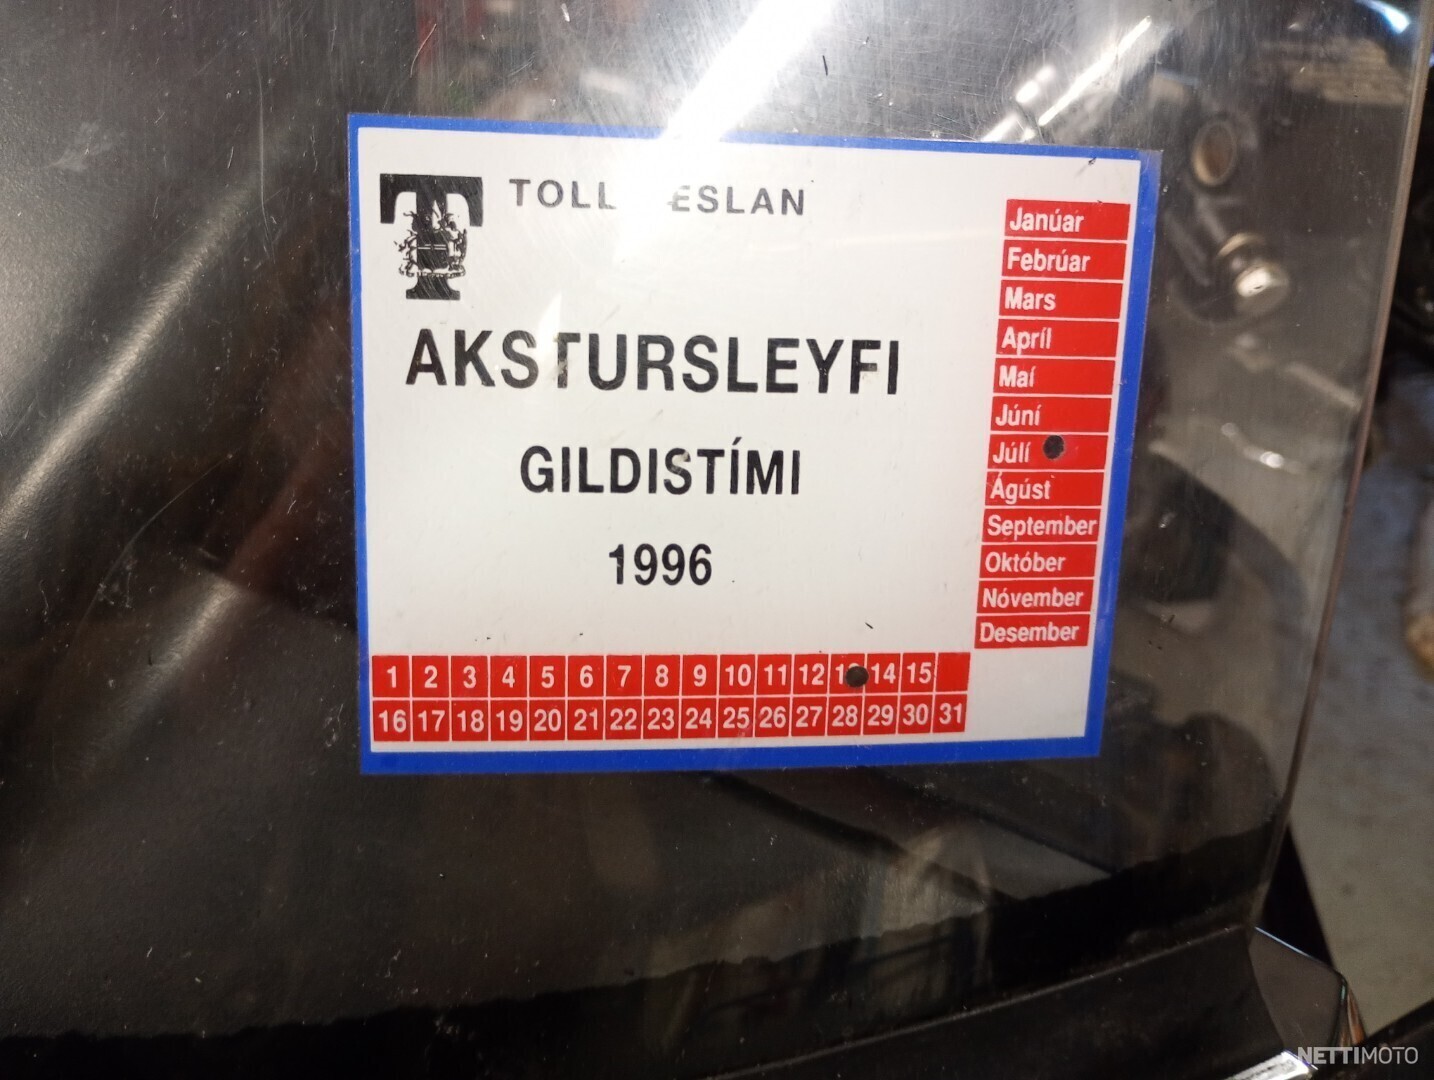 T
AKSTURSLEYFI
GILDISTÍMI
1996
Janúar
Febrúar
Mars
Apríl
Maí
Júní
Júlí
Ágúst
September
Október
Nóvember
Desember
1 2 3 4 5 6 7 8 9 10 11 12 14 15
16 17 18 19 20 21 22 23 24 25 26 27 28 29 30 31
NETTIMOTO